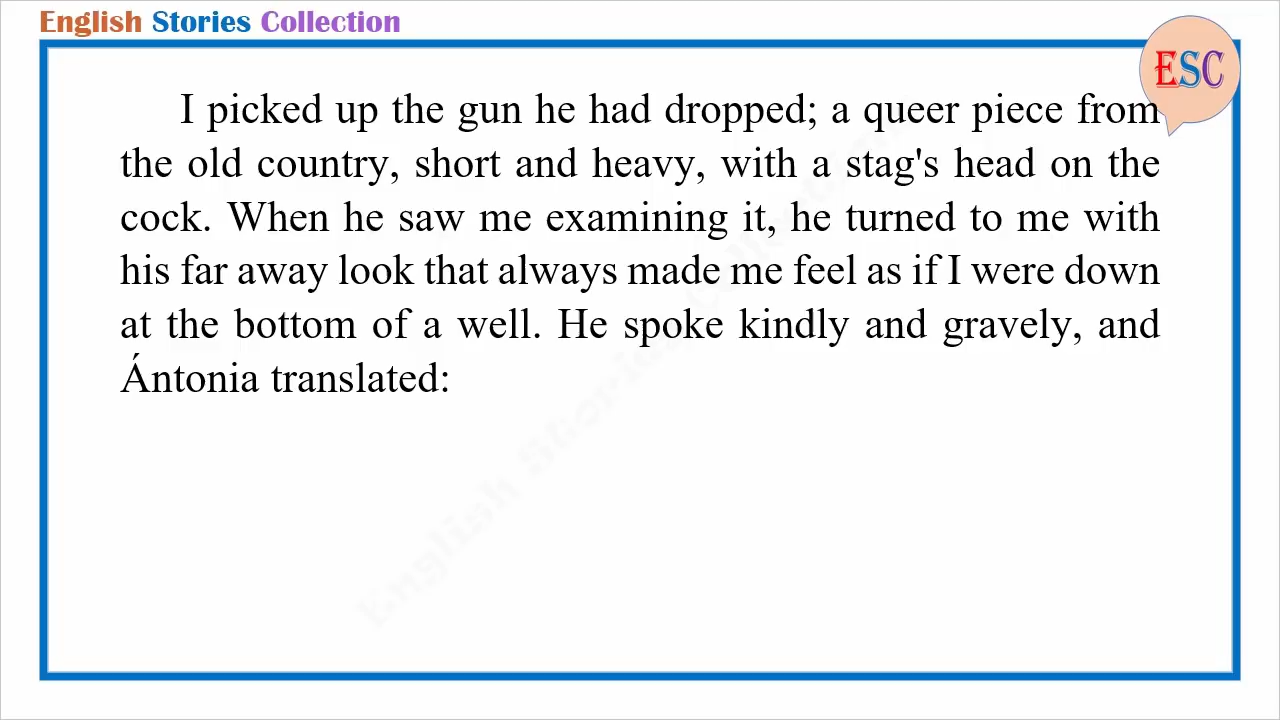 English Stories Collection
ESC
I picked up the gun he had dropped; a queer piece from
the old country, short and heavy, with a stag's head on the
cock. When he saw me examining it, he turned to me with
his far away look that always made me feel as if I were down
at the bottom of a well. He spoke kindly and gravely, and
Ántonia translated:
English Stories Collection